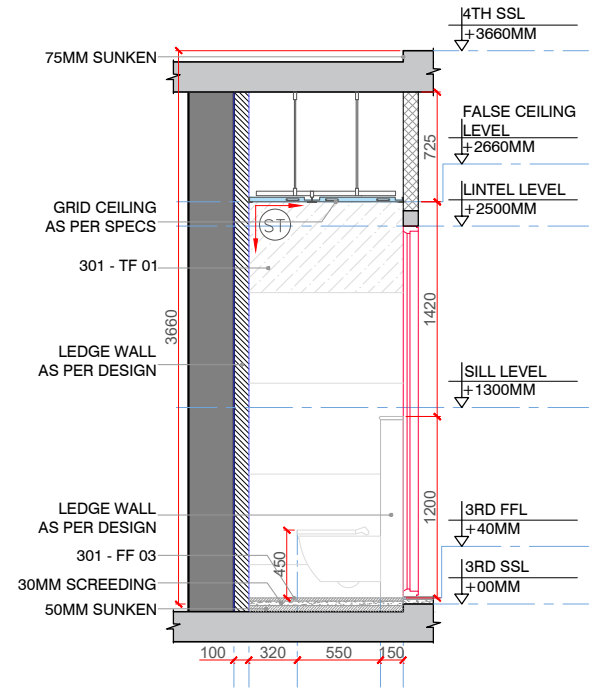 4TH SSL
+3660MM
75MM SUNKEN
FALSE CEILING
LEVEL
+2660MM
725
LINTEL LEVEL
+2500MM
GRID CEILING
AS PER SPECS
ST
301 - TF 01
3660
1420
LEDGE WALL
AS PER DESIGN
SILL LEVEL
+1300MM
LEDGE WALL
AS PER DESIGN
1200
3RD FFL
+40MM
301 - FF 03
450
3RD SSL
+00MM
30MM SCREEDING
50MM SUNKEN
100 320 550 150